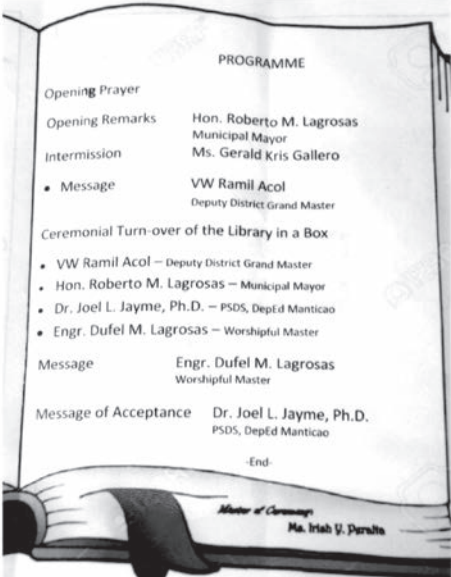 PROGRAMME
Opening Prayer
Opening Remarks Hon. Roberto M. Lagrosas
Municipal Mayor
Intermission Ms. Gerald Kris Gallero
• Message VW Ramil Acol
Deputy District Grand Master
Ceremonial Turn-over of the Library in a Box
• VW Ramil Acol – Deputy District Grand Master
• Hon. Roberto M. Lagrosas – Municipal Mayor
• Dr. Joel L. Jayme, Ph.D. – PSDS, DepEd Manticao
• Engr. Dufel M. Lagrosas – Worshipful Master
Message Engr. Dufel M. Lagrosas
Worshipful Master
Message of Acceptance Dr. Joel L. Jayme, Ph.D.
PSDS, DepEd Manticao
-End-
Master of Ceremony:
Ms. Irish V. Peralta